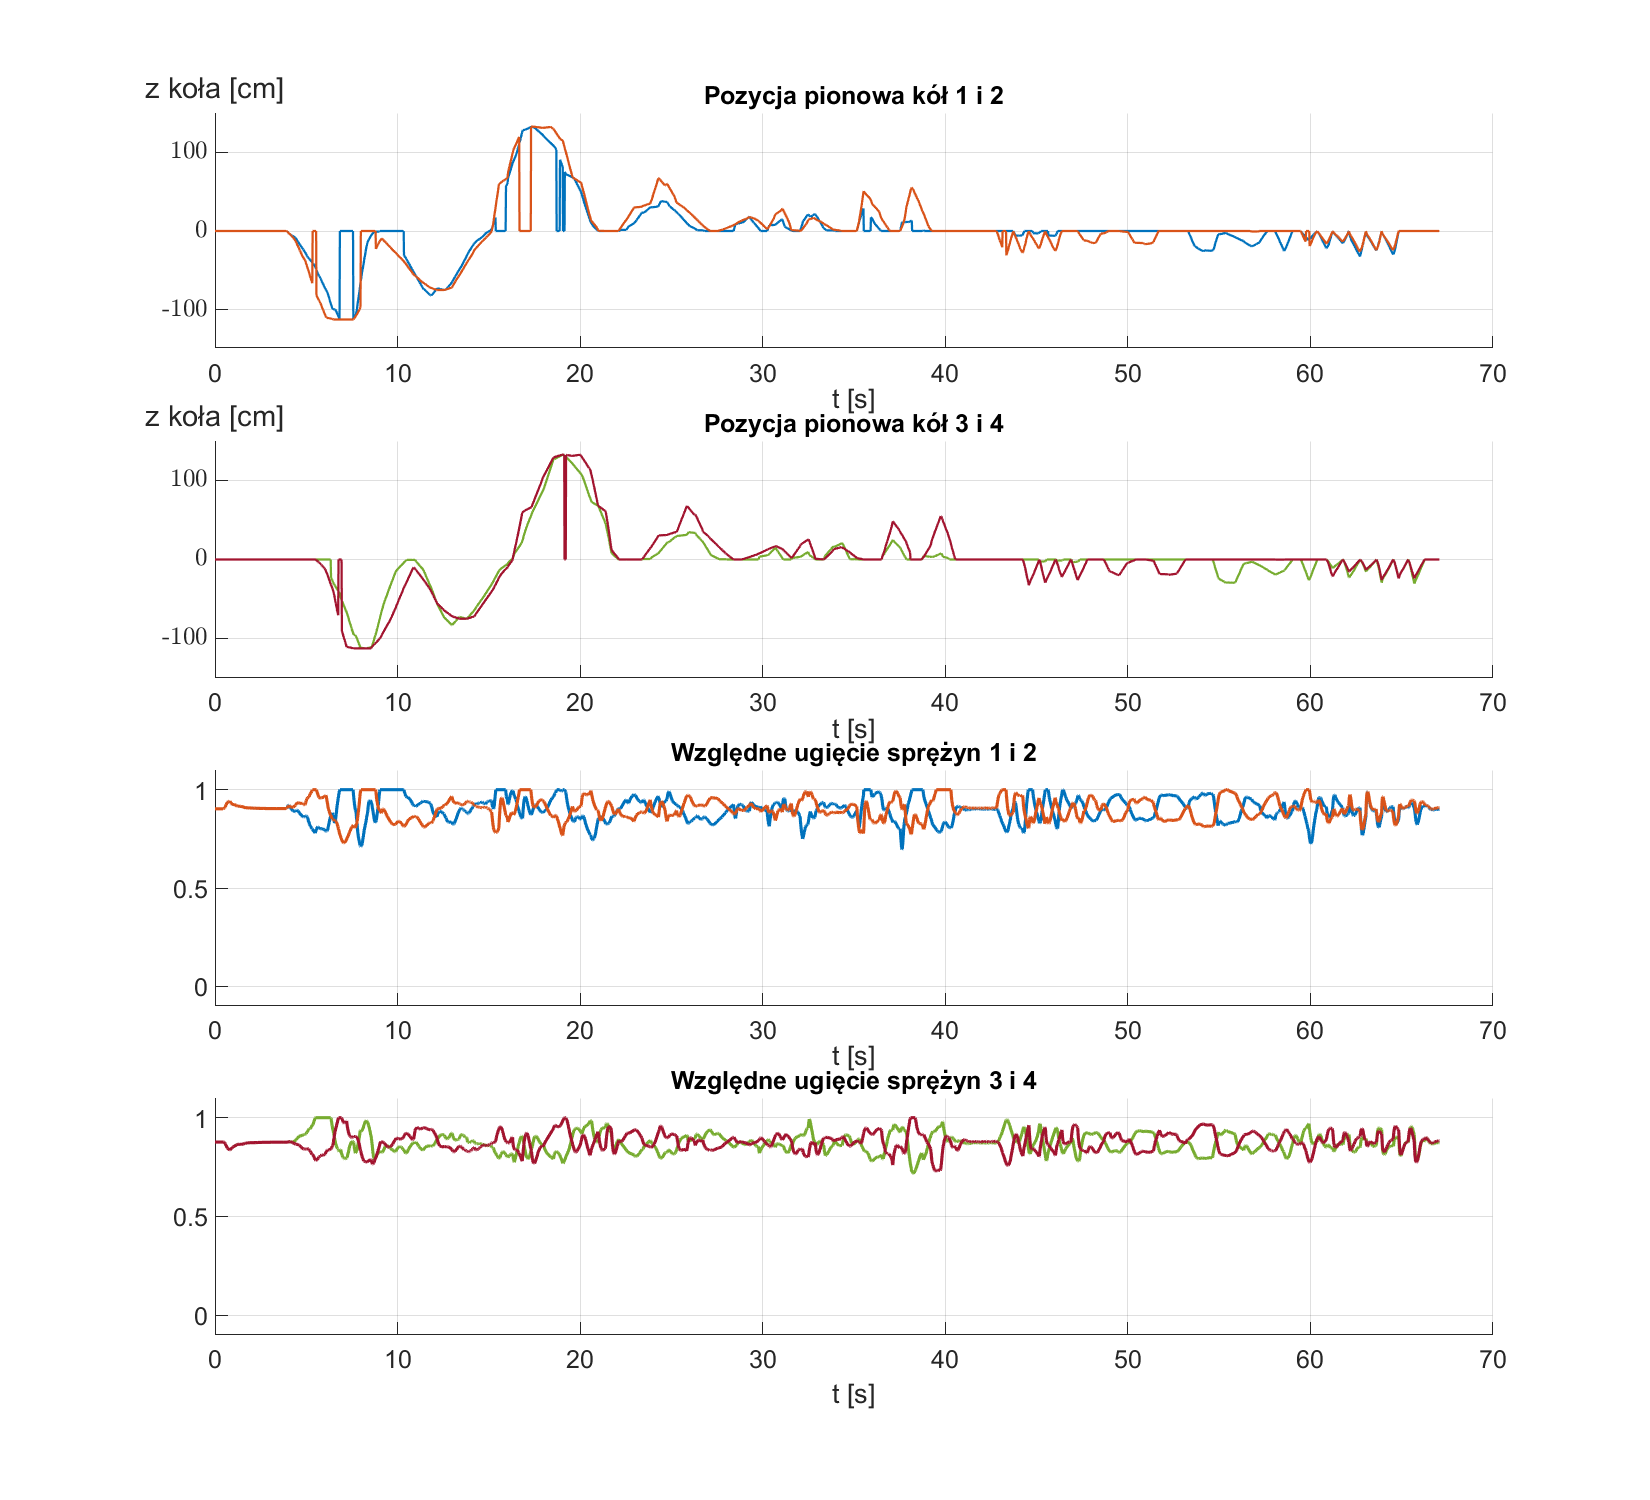 z koła [cm]
Pozycja pionowa kół 1 i 2
100
0
-100
0 10 20 30 40 50 60 70
t [s]
z koła [cm]
Pozycja pionowa kół 3 i 4
100
0
-100
0 10 20 30 40 50 60 70
t [s]
Względne ugięcie sprężyn 1 i 2
1
0.5
0
0 10 20 30 40 50 60 70
t [s]
Względne ugięcie sprężyn 3 i 4
1
0.5
0
0 10 20 30 40 50 60 70
t [s]